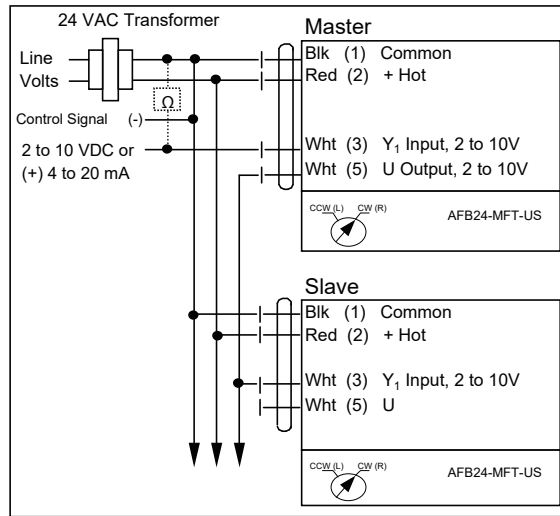 24 VAC Transformer
Line
Volts
Ω
Control Signal (-)
2 to 10 VDC or
(+) 4 to 20 mA
Master
Blk (1) Common
Red (2) + Hot
Wht (3) Y₁ Input, 2 to 10V
Wht (5) U Output, 2 to 10V
CCW (L) CW (R)
AFB24-MFT-US
Slave
Blk (1) Common
Red (2) + Hot
Wht (3) Y₁ Input, 2 to 10V
Wht (5) U
CCW (L) CW (R)
AFB24-MFT-US